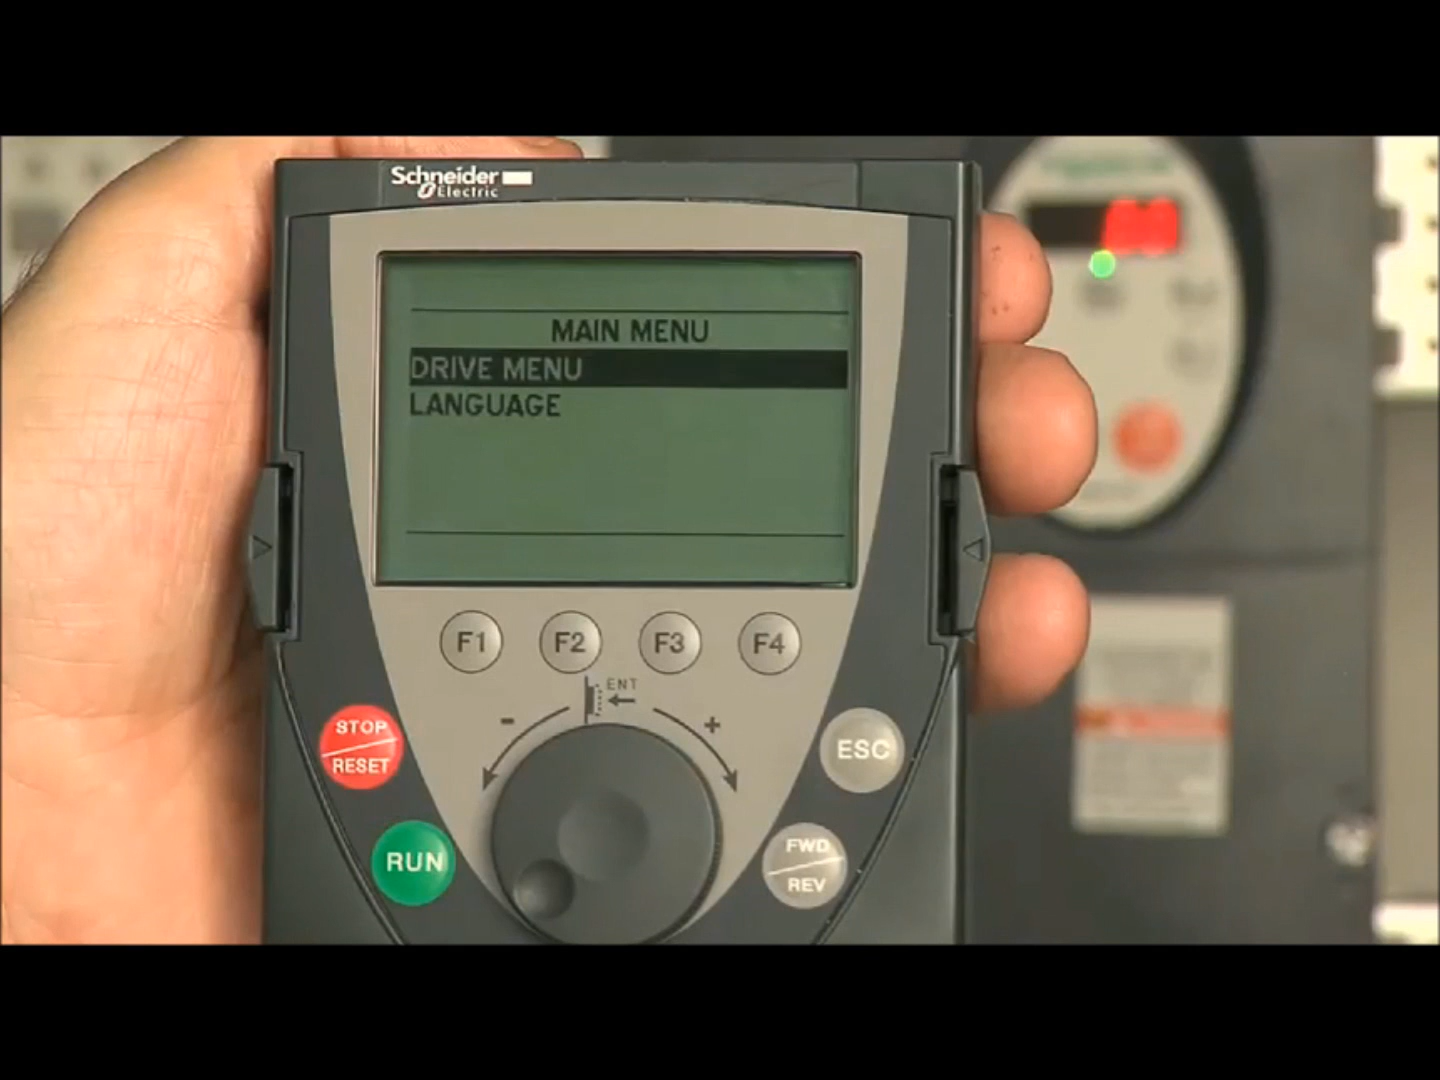 Schneider
Electric
MAIN MENU
DRIVE MENU
LANGUAGE
F1 F2 F3 F4
ENT
- +
STOP
RESET
ESC
RUN
FWD
REV